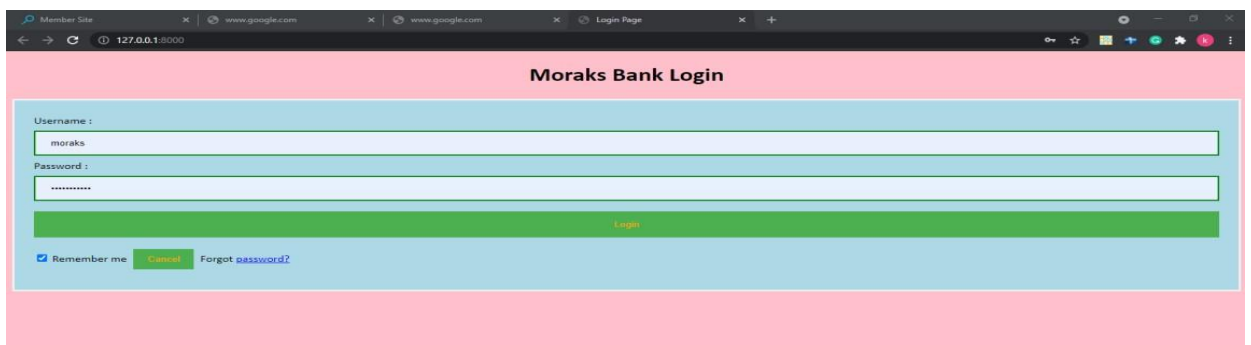 Member Site www.google.com www.google.com Login Page
127.0.0.1:8000
Moraks Bank Login
Username :
moraks
Password :
•••••••••••
Login
Remember me Cancel Forgot password?